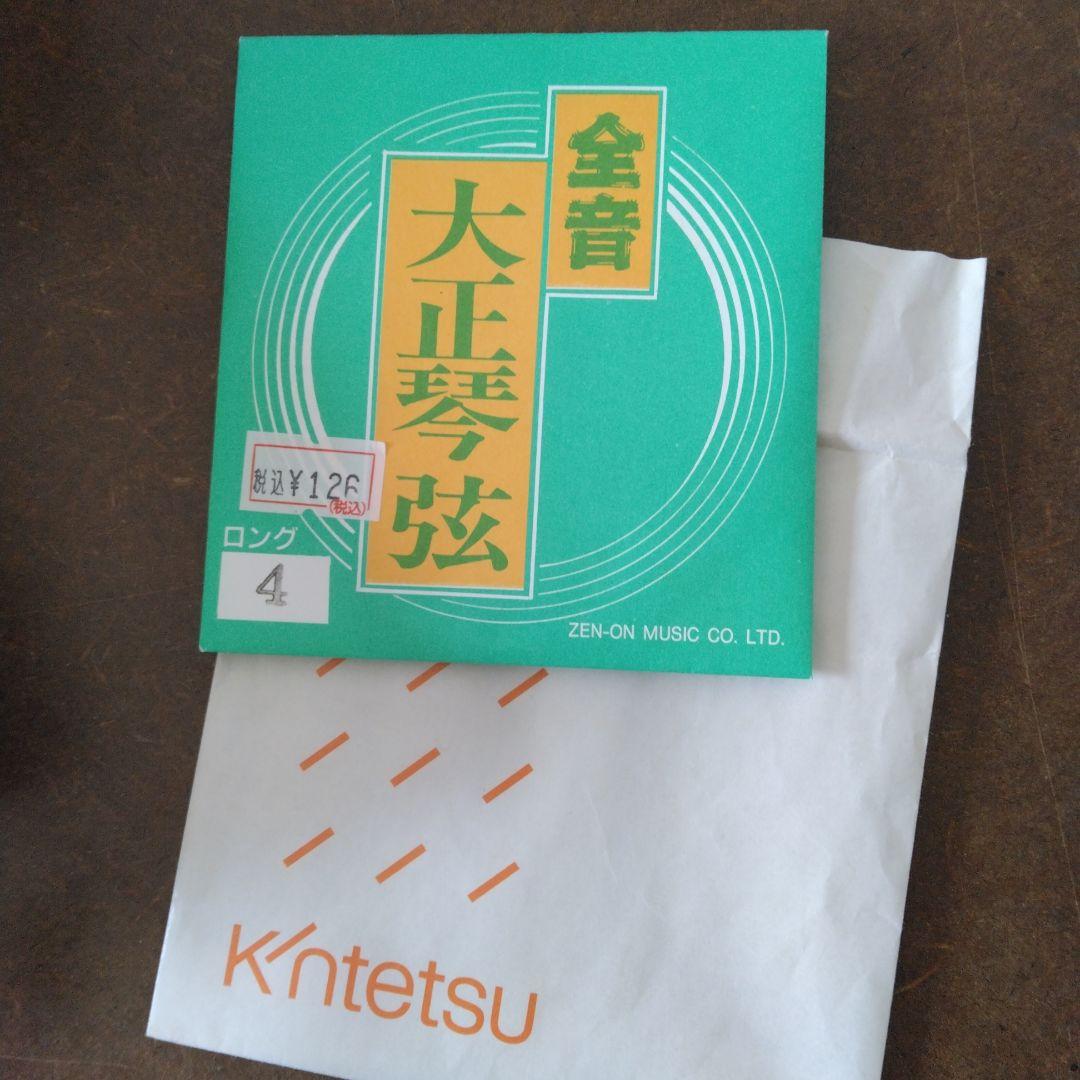 全音
大正琴弦
税込¥126
(税込)
ロング
4
ZEN-ON MUSIC CO. LTD.
Kintetsu